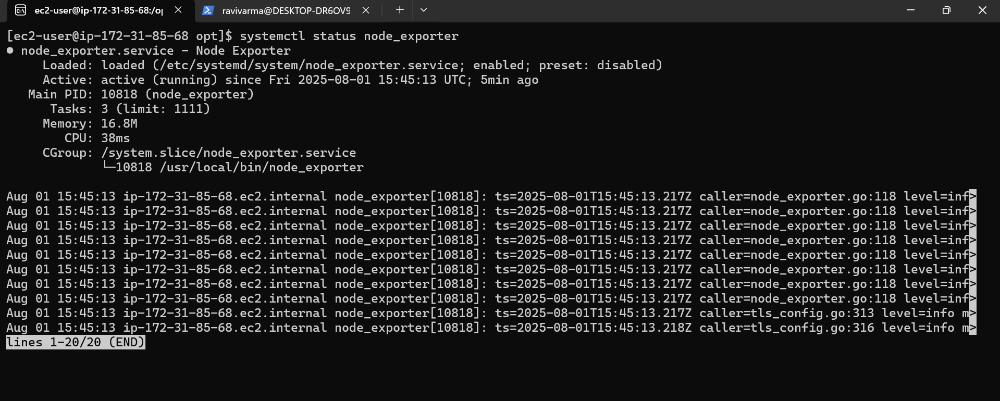 ec2-user@ip-172-31-85-68:/op
ravivarma@DESKTOP-DR6OV9
[ec2-user@ip-172-31-85-68 opt]$ systemctl status node_exporter
● node_exporter.service - Node Exporter
Loaded: loaded (/etc/systemd/system/node_exporter.service; enabled; preset: disabled)
Active: active (running) since Fri 2025-08-01 15:45:13 UTC; 5min ago
Main PID: 10818 (node_exporter)
Tasks: 3 (limit: 1111)
Memory: 16.8M
CPU: 38ms
CGroup: /system.slice/node_exporter.service
└─10818 /usr/local/bin/node_exporter
Aug 01 15:45:13 ip-172-31-85-68.ec2.internal node_exporter[10818]: ts=2025-08-01T15:45:13.217Z caller=node_exporter.go:118 level=inf>
Aug 01 15:45:13 ip-172-31-85-68.ec2.internal node_exporter[10818]: ts=2025-08-01T15:45:13.217Z caller=node_exporter.go:118 level=inf>
Aug 01 15:45:13 ip-172-31-85-68.ec2.internal node_exporter[10818]: ts=2025-08-01T15:45:13.217Z caller=node_exporter.go:118 level=inf>
Aug 01 15:45:13 ip-172-31-85-68.ec2.internal node_exporter[10818]: ts=2025-08-01T15:45:13.217Z caller=node_exporter.go:118 level=inf>
Aug 01 15:45:13 ip-172-31-85-68.ec2.internal node_exporter[10818]: ts=2025-08-01T15:45:13.217Z caller=node_exporter.go:118 level=inf>
Aug 01 15:45:13 ip-172-31-85-68.ec2.internal node_exporter[10818]: ts=2025-08-01T15:45:13.217Z caller=node_exporter.go:118 level=inf>
Aug 01 15:45:13 ip-172-31-85-68.ec2.internal node_exporter[10818]: ts=2025-08-01T15:45:13.217Z caller=node_exporter.go:118 level=inf>
Aug 01 15:45:13 ip-172-31-85-68.ec2.internal node_exporter[10818]: ts=2025-08-01T15:45:13.217Z caller=node_exporter.go:118 level=inf>
Aug 01 15:45:13 ip-172-31-85-68.ec2.internal node_exporter[10818]: ts=2025-08-01T15:45:13.217Z caller=tls_config.go:313 level=info m>
Aug 01 15:45:13 ip-172-31-85-68.ec2.internal node_exporter[10818]: ts=2025-08-01T15:45:13.218Z caller=tls_config.go:316 level=info m>
lines 1-20/20 (END)